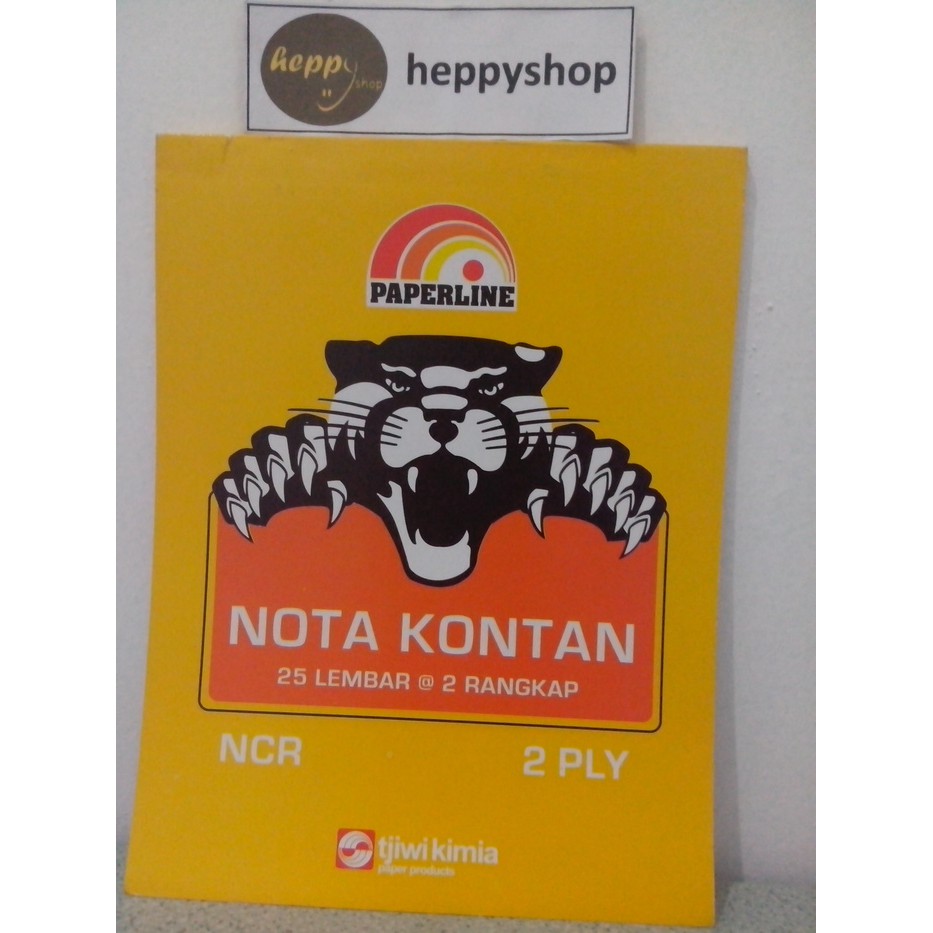 heppy
shop
heppyshop
PAPERLINE
NOTA KONTAN
25 LEMBAR @ 2 RANGKAP
NCR
2 PLY
tjiwi kimia
paper products